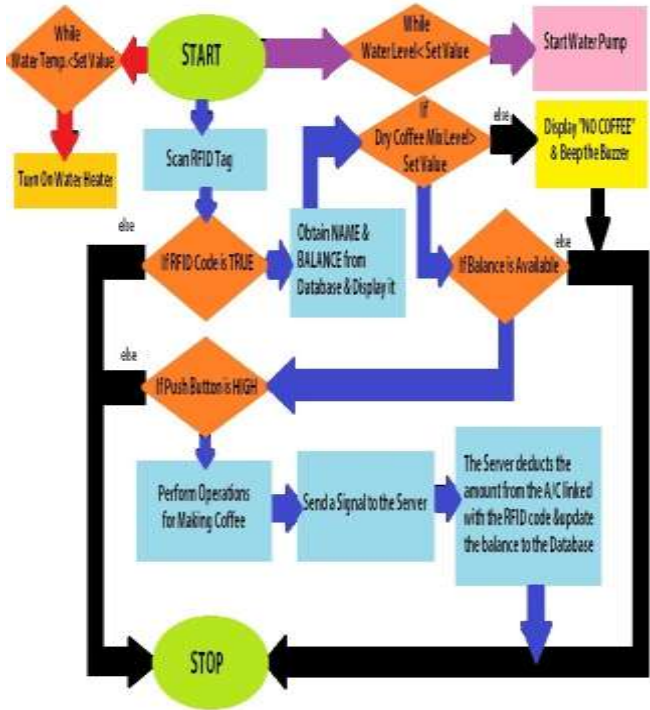 While
Water Temp.<Set Value
START
While
Water Level<Set Value
Start Water Pump
Turn On Water Heater
Scan RFID Tag
If
Dry Coffee Mix Level>
Set Value
else
Display "NO COFFEE"
& Beep the Buzzer
else
If RFID Code is TRUE
Obtain NAME &
BALANCE from
Database & Display it
If Balance is Available
else
else
If Push Button is HIGH
Perform Operations
for Making Coffee
Send a Signal to the Server
The Server deducts the
amount from the A/C linked
with the RFID code &update
the balance to the Database
STOP